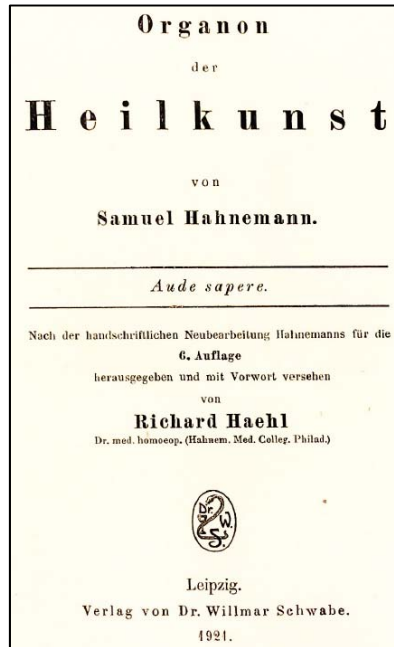 Organon
der
Heilkunst
von
Samuel Hahnemann.
Aude sapere.
Nach der handschriftlichen Neubearbeitung Hahnemanns für die
6. Auflage
herausgegeben und mit Vorwort versehen
von
Richard Haehl
Dr. med. homoeop. (Hahnem. Med. Colleg. Philad.)
Dr.
W.
S.
Leipzig.
Verlag von Dr. Willmar Schwabe.
1921.